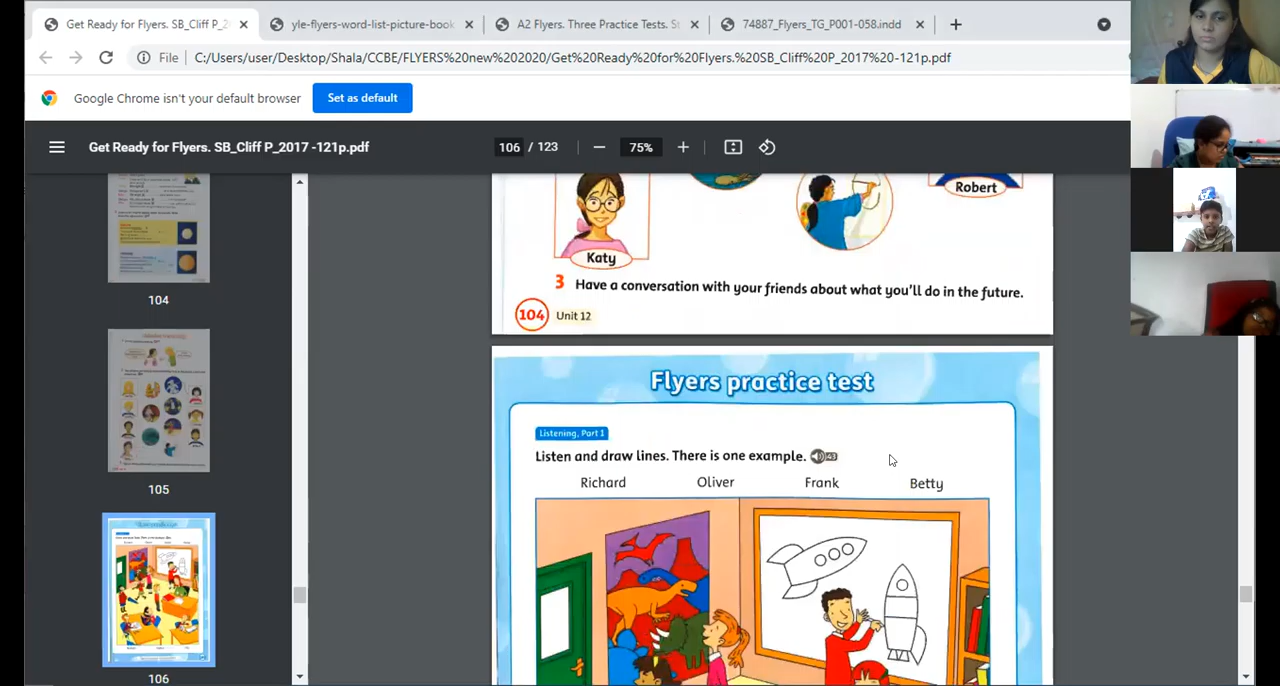 Get Ready for Flyers. SB_Cliff P_2
yle-flyers-word-list-picture-book
A2 Flyers. Three Practice Tests. St
74887_Flyers_TG_P001-058.indd
File
C:/Users/user/Desktop/Shala/CCBE/FLYERS%20new%202020/Get%20Ready%20for%20Flyers.%20SB_Cliff%20P_2017%20-121p.pdf
Google Chrome isn't your default browser
Set as default
Get Ready for Flyers. SB_Cliff P_2017 -121p.pdf
106 / 123
75%
104
105
106
Robert
Katy
3 Have a conversation with your friends about what you'll do in the future.
104 Unit 12
Flyers practice test
Listening, Part 1
Listen and draw lines. There is one example. 43
Richard Oliver Frank Betty